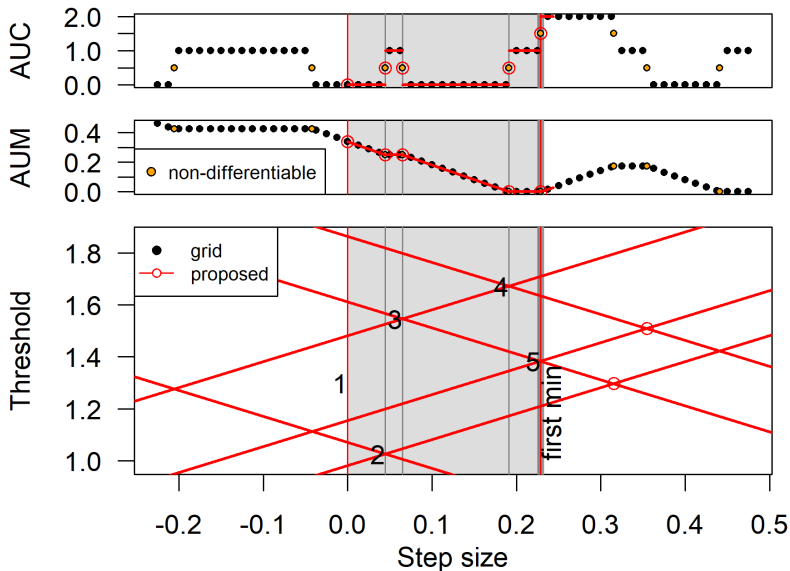 AUC
2.0
1.0
0.0
AUM
0.4
0.2
0.0
non-differentiable
Threshold
1.8
1.6
1.4
1.2
1.0
grid
proposed
4
3
5
1
first min
2
-0.2 -0.1 0.0 0.1 0.2 0.3 0.4 0.5
Step size